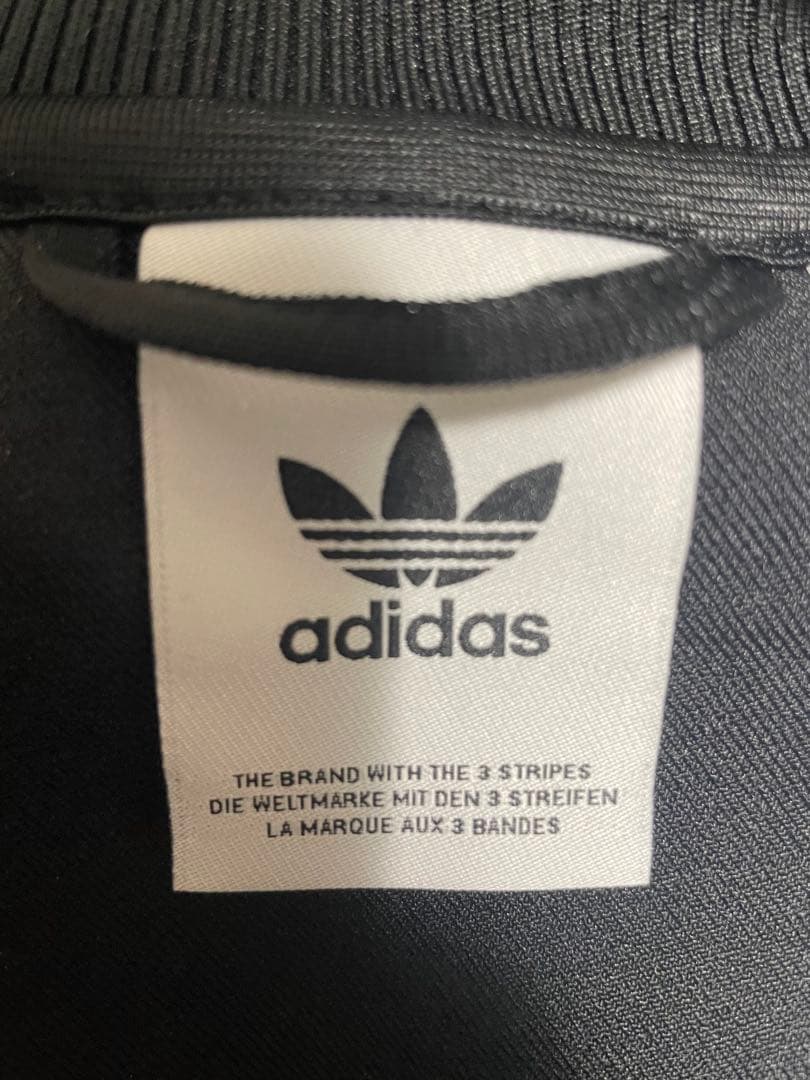 adidas
THE BRAND WITH THE 3 STRIPES
DIE WELTMARKE MIT DEN 3 STREIFEN
LA MARQUE AUX 3 BANDES